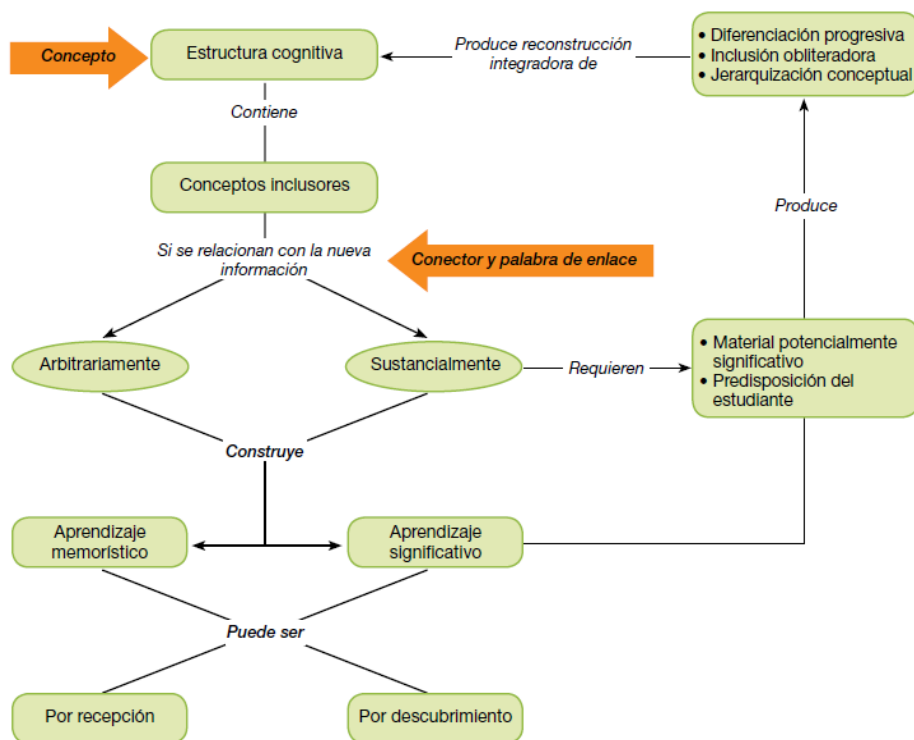 Concepto
Estructura cognitiva
Produce reconstrucción
integradora de
• Diferenciación progresiva
• Inclusión obliteradora
• Jerarquización conceptual
Contiene
Conceptos inclusores
Produce
Si se relacionan con la nueva
información
Conector y palabra de enlace
Arbitrariamente
Sustancialmente
Requieren
• Material potencialmente
significativo
• Predisposición del
estudiante
Construye
Aprendizaje
memorístico
Aprendizaje
significativo
Puede ser
Por recepción
Por descubrimiento